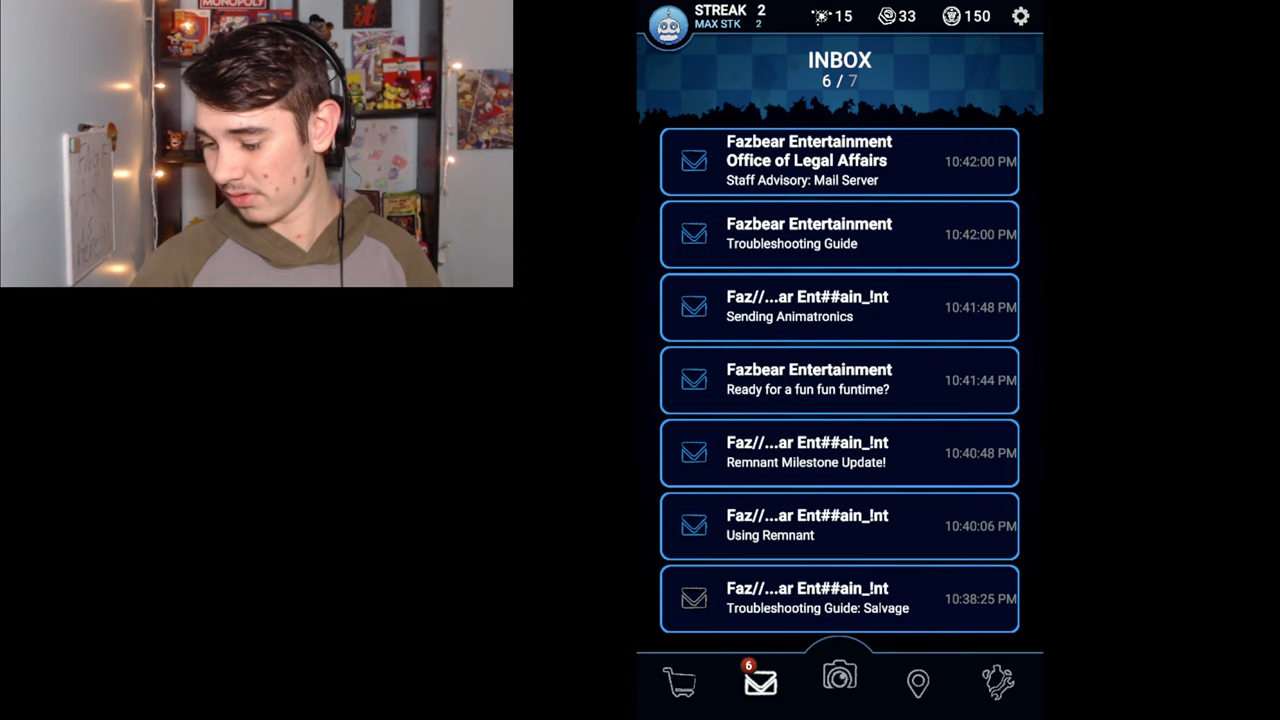 MONOPOLY
STREAK 2
MAX STK 2
15
33
150
INBOX
6 / 7
Fazbear Entertainment
Office of Legal Affairs
Staff Advisory: Mail Server
10:42:00 PM
Fazbear Entertainment
Troubleshooting Guide
10:42:00 PM
Faz//...ar Ent##ain_!nt
Sending Animatronics
10:41:48 PM
Fazbear Entertainment
Ready for a fun fun funtime?
10:41:44 PM
Faz//...ar Ent##ain_!nt
Remnant Milestone Update!
10:40:48 PM
Faz//...ar Ent##ain_!nt
Using Remnant
10:40:06 PM
Faz//...ar Ent##ain_!nt
Troubleshooting Guide: Salvage
10:38:25 PM
6